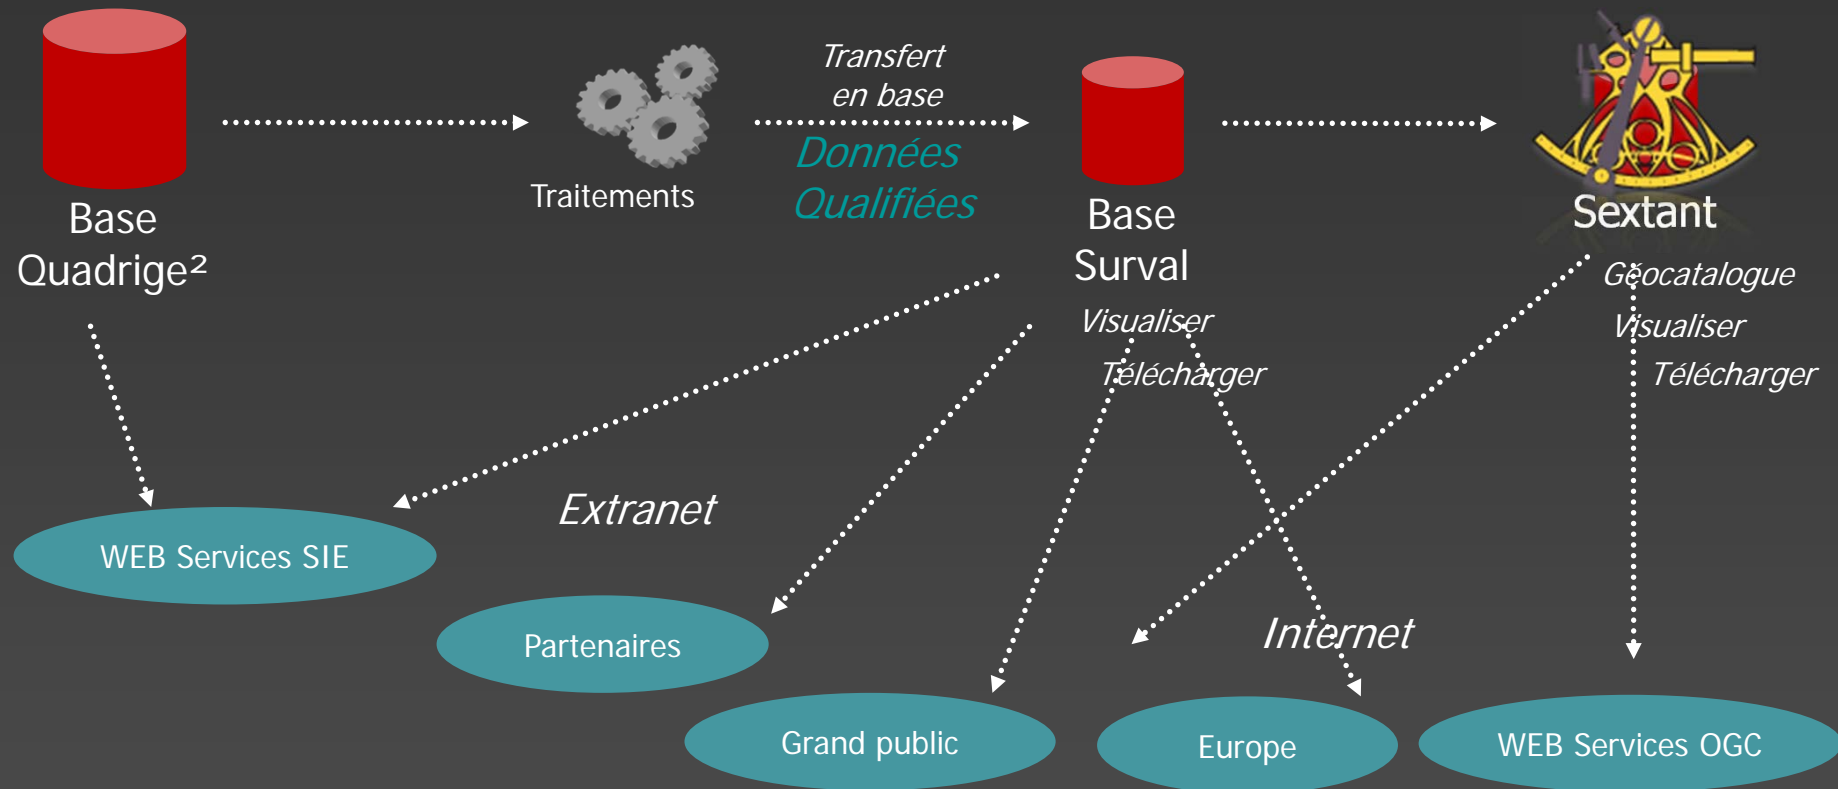 Base
Quadrige²
Traitements
Transfert
en base
Données
Qualifiées
Base
Surval
Visualiser
Télécharger
Sextant
Géocatalogue
Visualiser
Télécharger
Extranet
Internet
WEB Services SIE
Partenaires
Grand public
Europe
WEB Services OGC